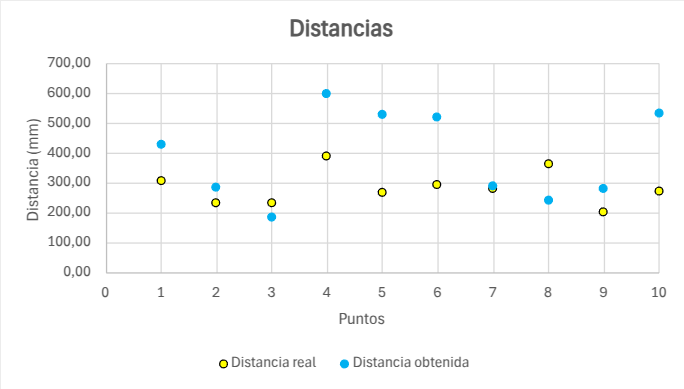 Distancias
700,00
600,00
500,00
400,00
300,00
200,00
100,00
0,00
Distancia (mm)
0 1 2 3 4 5 6 7 8 9 10
Puntos
Distancia real Distancia obtenida